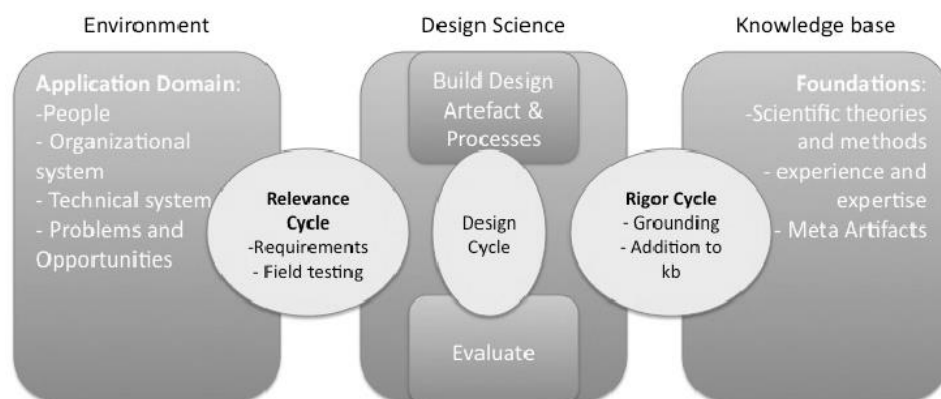 Environment
Design Science
Knowledge base
Application Domain:
-People
- Organizational
system
- Technical system
- Problems and
Opportunities
Relevance
Cycle
-Requirements
- Field testing
Build Design
Artefact &
Processes
Design
Cycle
Evaluate
Rigor Cycle
- Grounding
- Addition to
kb
Foundations:
-Scientific theories
and methods
- experience and
expertise
- Meta Artifacts